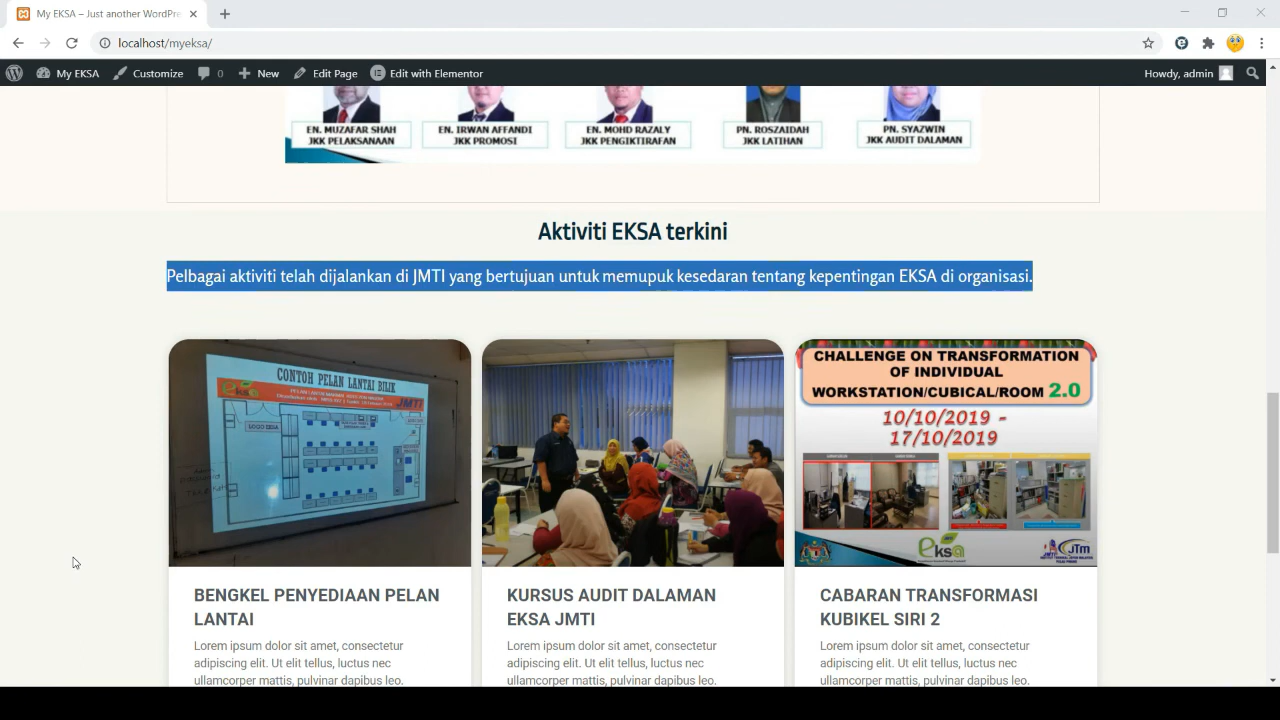 My EKSA – Just another WordPre
localhost/myeksa/
My EKSA
Customize
0
New
Edit Page
Edit with Elementor
Howdy, admin
EN. MUZAFAR SHAH
JKK PELAKSANAAN
EN. IRWAN AFFANDI
JKK PROMOSI
EN. MOHD RAZALY
JKK PENGIKTIRAFAN
PN. ROSZAIDAH
JKK LATIHAN
PN. SYAZWIN
JKK AUDIT DALAMAN
Aktiviti EKSA terkini
Pelbagai aktiviti telah dijalankan di JMTI yang bertujuan untuk memupuk kesedaran tentang kepentingan EKSA di organisasi.
CONTOH PELAN LANTAI BILIK
eksa
JMTI
CHALLENGE ON TRANSFORMATION
OF INDIVIDUAL
WORKSTATION/CUBICAL/ROOM 2.0
10/10/2019 -
17/10/2019
eksa
JTM
BENGKEL PENYEDIAAN PELAN
LANTAI
Lorem ipsum dolor sit amet, consectetur
adipiscing elit. Ut elit tellus, luctus nec
ullamcorper mattis, pulvinar dapibus leo.
KURSUS AUDIT DALAMAN
EKSA JMTI
Lorem ipsum dolor sit amet, consectetur
adipiscing elit. Ut elit tellus, luctus nec
ullamcorper mattis, pulvinar dapibus leo.
CABARAN TRANSFORMASI
KUBIKEL SIRI 2
Lorem ipsum dolor sit amet, consectetur
adipiscing elit. Ut elit tellus, luctus nec
ullamcorper mattis, pulvinar dapibus leo.